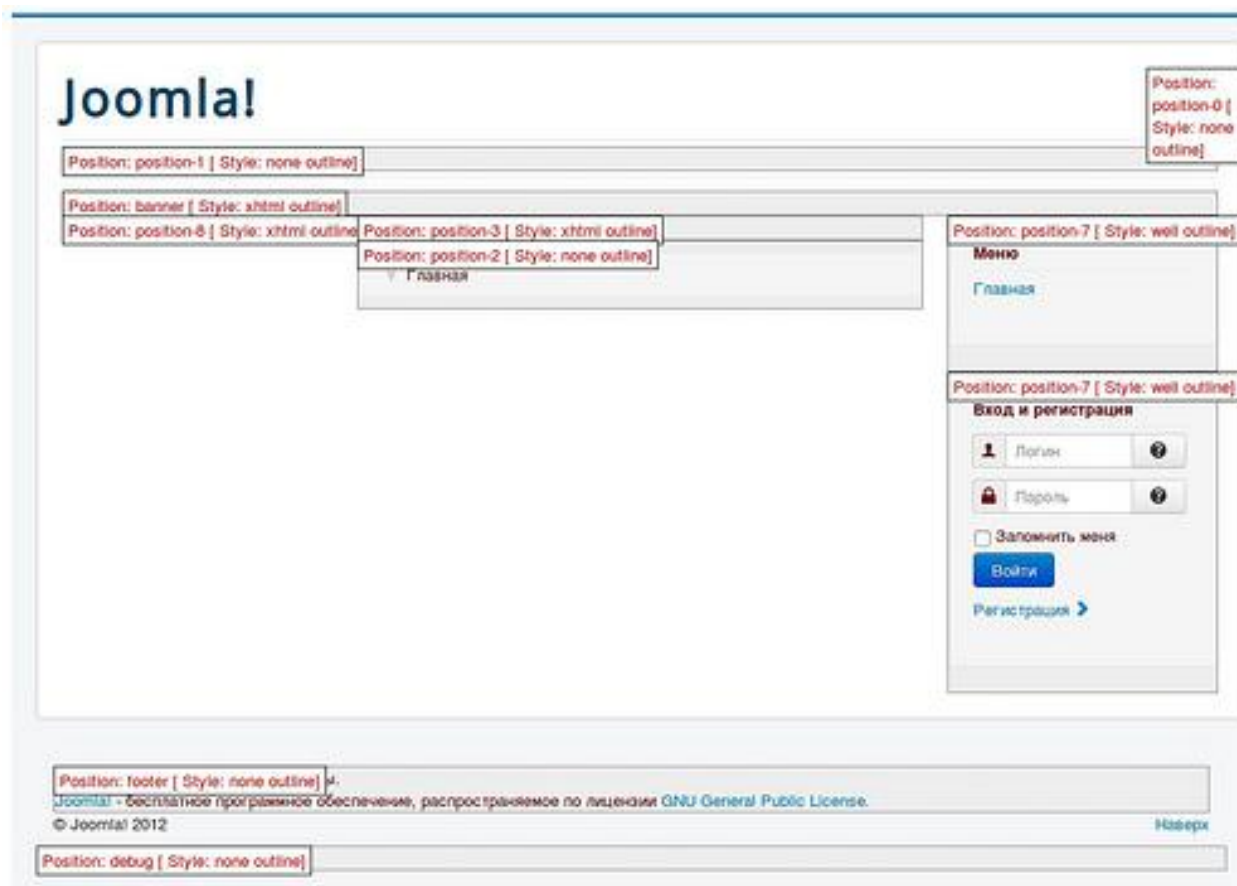 Joomla!
Position:
position-0 [
Style: none
outline]
Position: position-1 [ Style: none outline]
Position: banner [ Style: xhtml outline]
Position: position-8 [ Style: xhtml outline
Position: position-3 [ Style: xhtml outline]
Position: position-2 [ Style: none outline]
Главная
Position: position-7 [ Style: well outline]
Меню
Главная
Position: position-7 [ Style: well outline]
Вход и регистрация
Логин
Пароль
Запомнить меня
Войти
Регистрация
Position: footer [ Style: none outline]
Joomla! - бесплатное программное обеспечение, распространяемое по лицензии GNU General Public License.
© Joomla! 2012
Наверх
Position: debug [ Style: none outline]